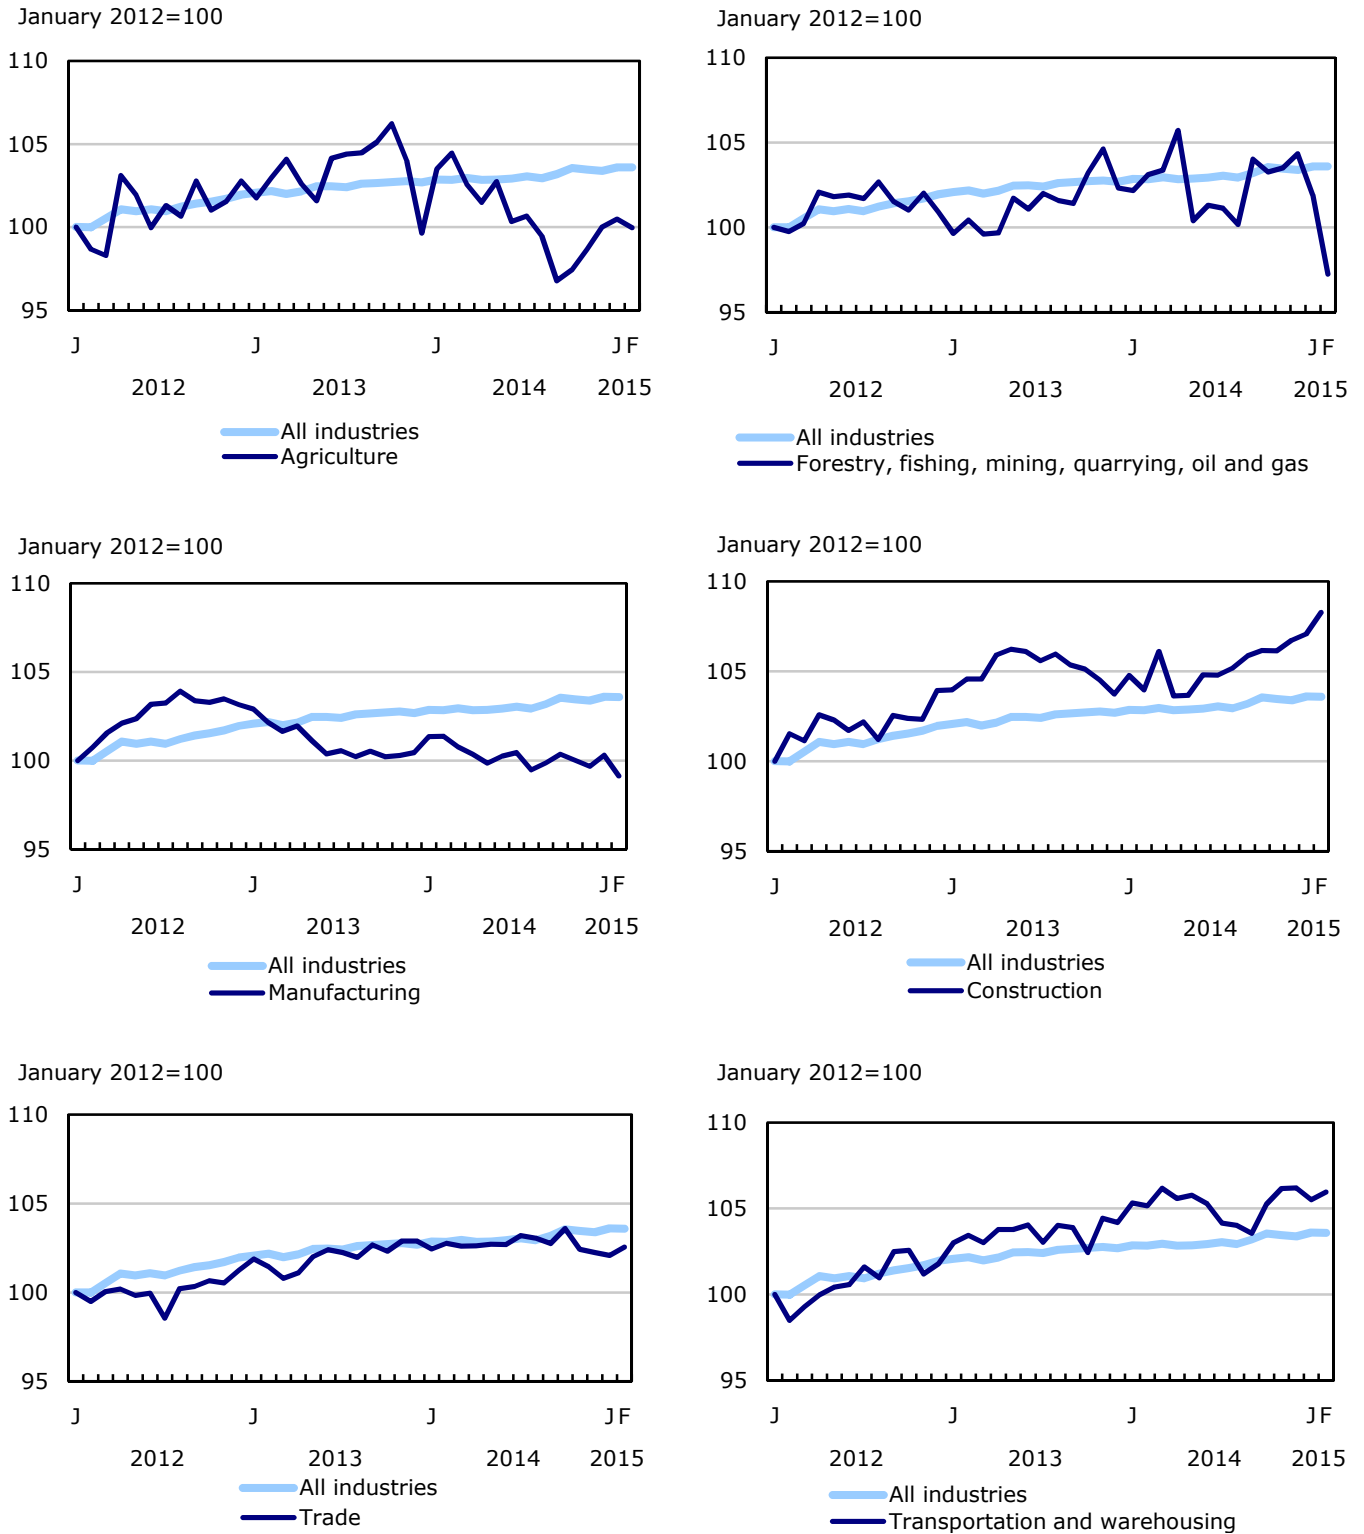 January 2012=100
110
105
100
95
J J J J F
2012 2013 2014 2015
All industries
Agriculture
January 2012=100
110
105
100
95
J J J J F
2012 2013 2014 2015
All industries
Forestry, fishing, mining, quarrying, oil and gas
January 2012=100
110
105
100
95
J J J J F
2012 2013 2014 2015
All industries
Manufacturing
January 2012=100
110
105
100
95
J J J J F
2012 2013 2014 2015
All industries
Construction
January 2012=100
110
105
100
95
J J J J F
2012 2013 2014 2015
All industries
Trade
January 2012=100
110
105
100
95
J J J J F
2012 2013 2014 2015
All industries
Transportation and warehousing